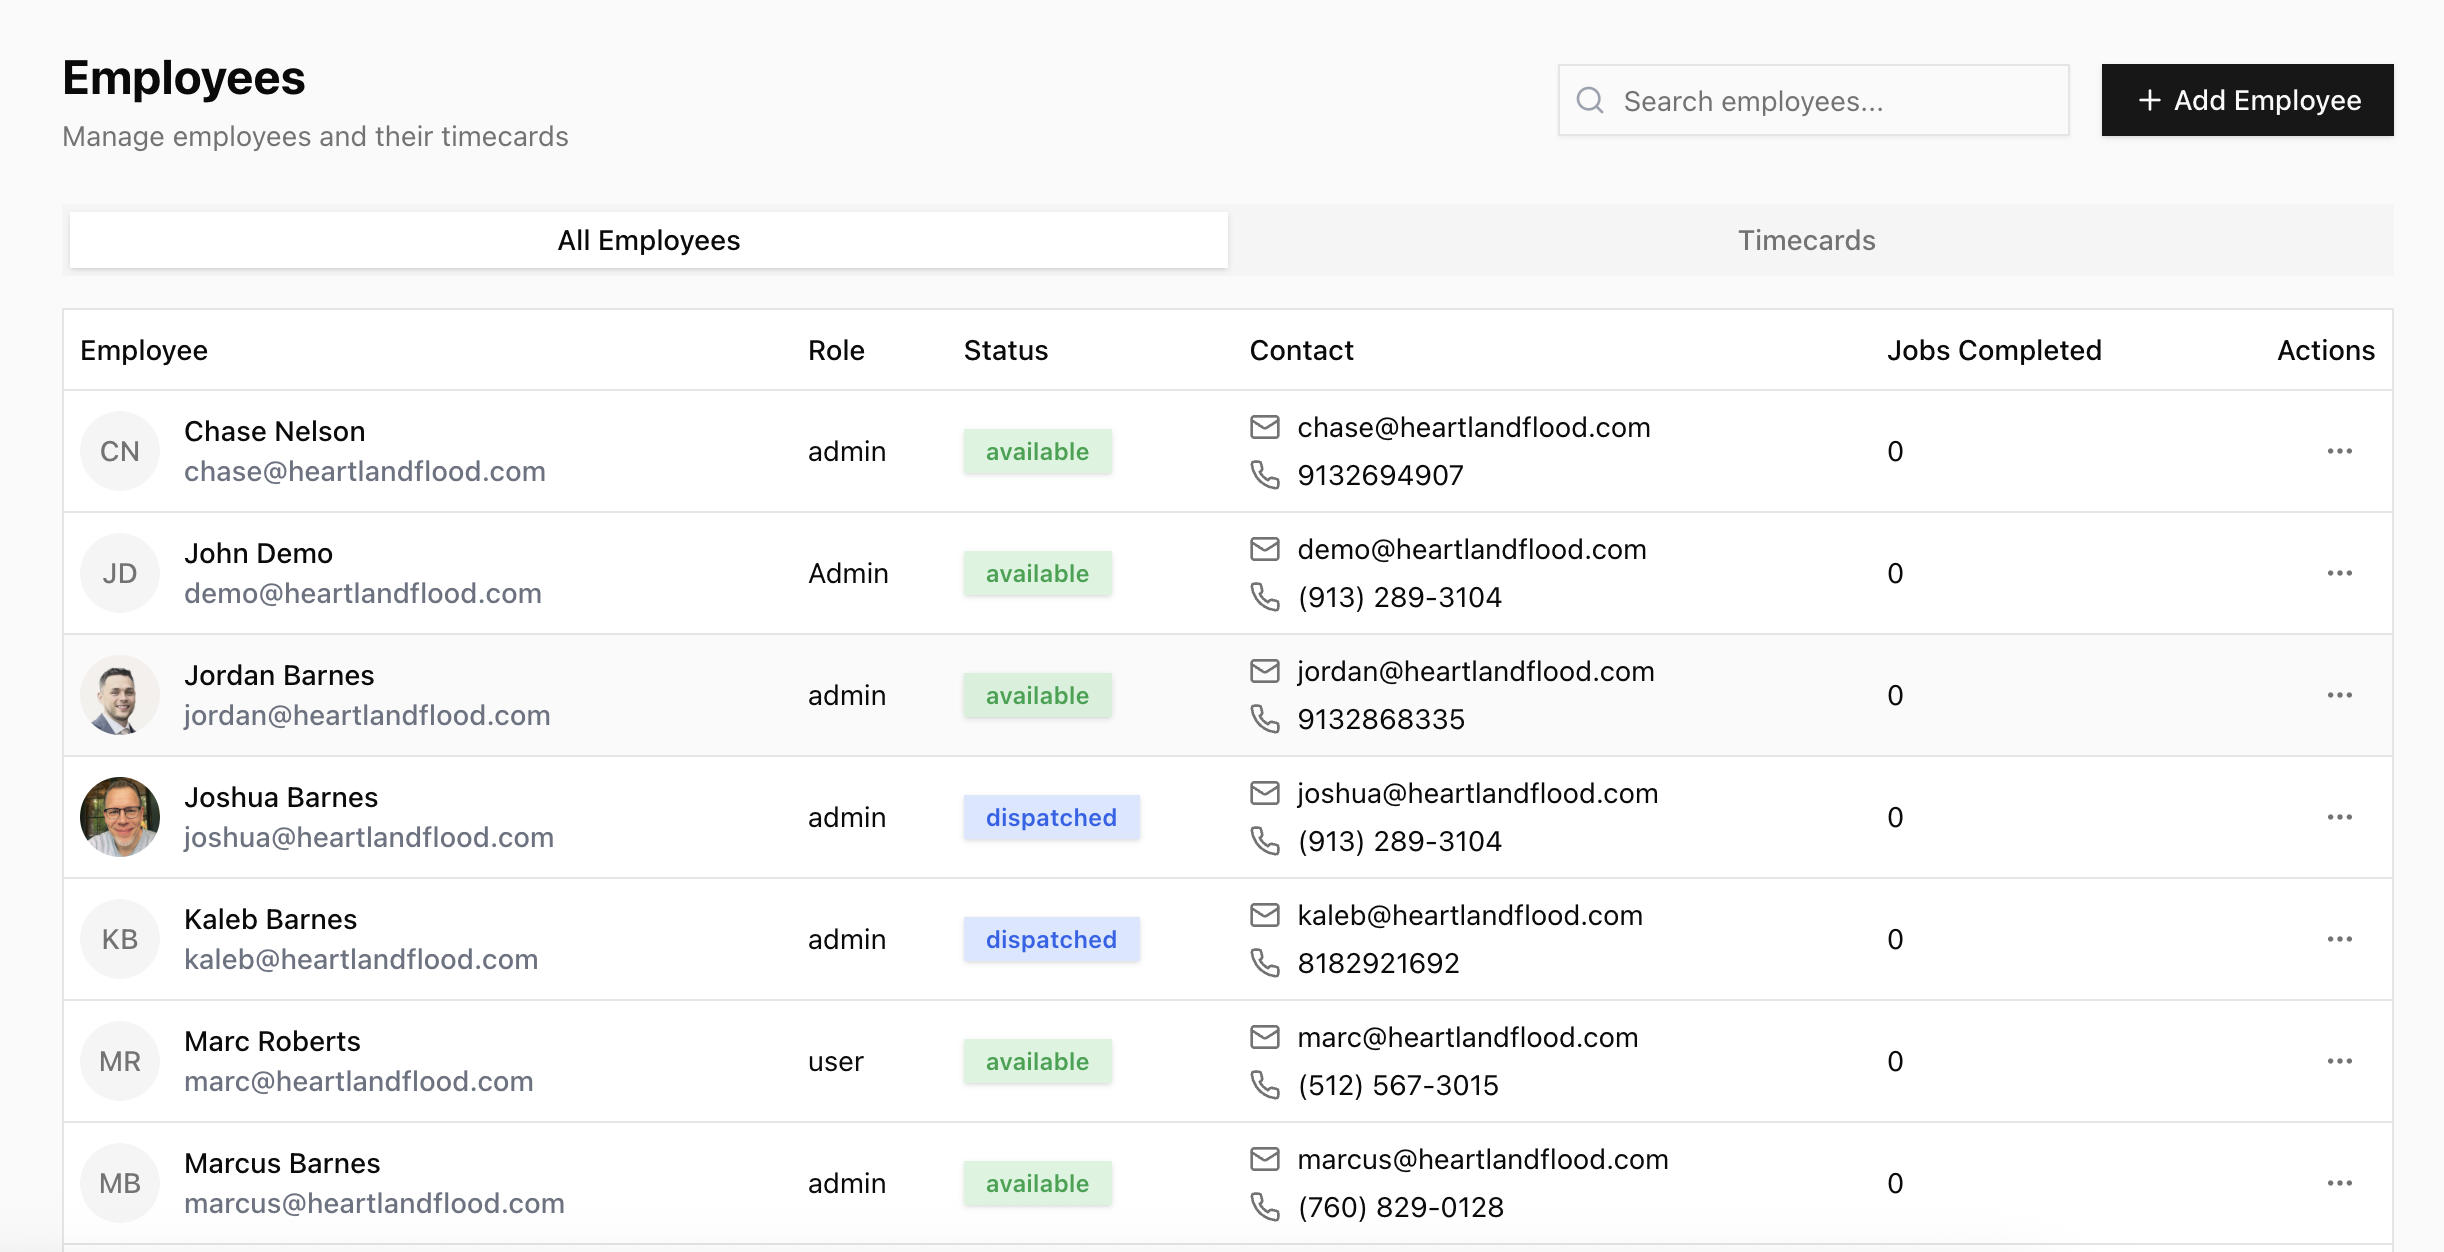 Employees
Manage employees and their timecards
Search employees...
+ Add Employee
All Employees
Timecards
Employee Role Status Contact Jobs Completed Actions
CN
Chase Nelson
chase@heartlandflood.com
admin
available
chase@heartlandflood.com
9132694907
0
JD
John Demo
demo@heartlandflood.com
Admin
available
demo@heartlandflood.com
(913) 289-3104
0
Jordan Barnes
jordan@heartlandflood.com
admin
available
jordan@heartlandflood.com
9132868335
0
Joshua Barnes
joshua@heartlandflood.com
admin
dispatched
joshua@heartlandflood.com
(913) 289-3104
0
KB
Kaleb Barnes
kaleb@heartlandflood.com
admin
dispatched
kaleb@heartlandflood.com
8182921692
0
MR
Marc Roberts
marc@heartlandflood.com
user
available
marc@heartlandflood.com
(512) 567-3015
0
MB
Marcus Barnes
marcus@heartlandflood.com
admin
available
marcus@heartlandflood.com
(760) 829-0128
0